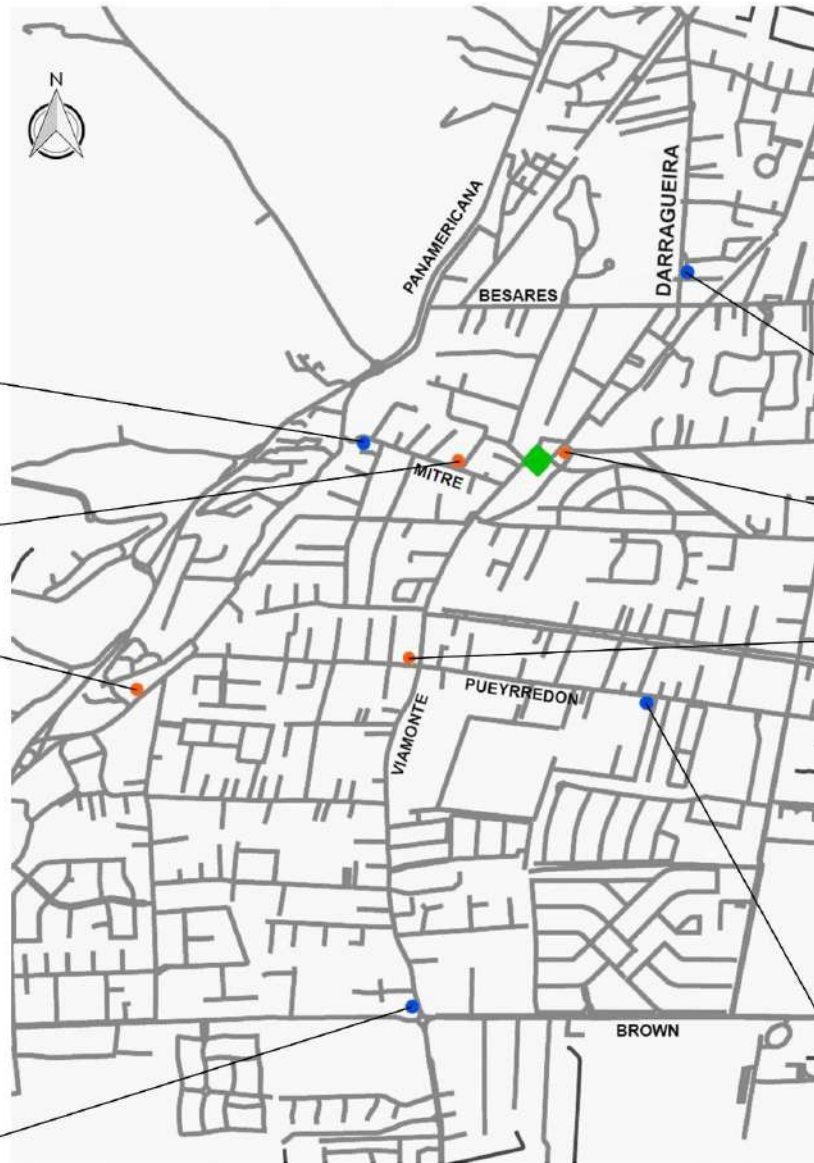 N
PANAMERICANA
DARRAGUEIRA
BESARES
MITRE
PUEYRREDON
VIAMONTE
BROWN